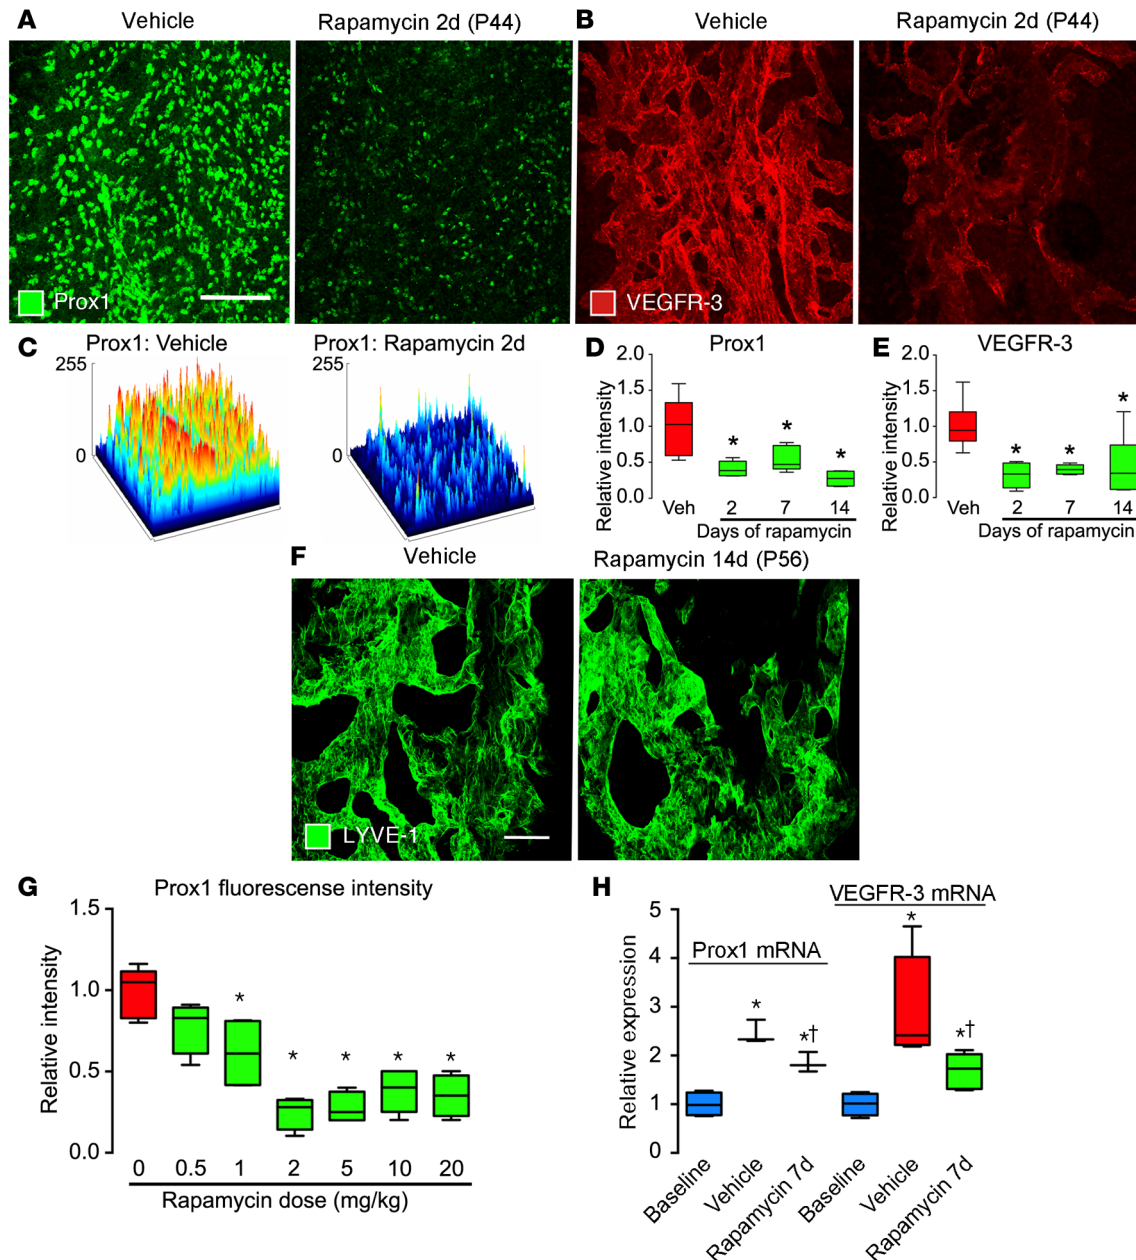 A
Vehicle
Rapamycin 2d (P44)
B
Vehicle
Rapamycin 2d (P44)
Prox1
VEGFR-3
C
Prox1: Vehicle
Prox1: Rapamycin 2d
255
0
255
0
D
Prox1
Relative intensity
2.0
1.5
1.0
0.5
0.0
*
*
*
Veh
2
7
14
Days of rapamycin
E
VEGFR-3
Relative intensity
2.0
1.5
1.0
0.5
0.0
*
*
*
Veh
2
7
14
Days of rapamycin
F
Vehicle
Rapamycin 14d (P56)
LYVE-1
G
Prox1 fluorescense intensity
Relative intensity
1.5
1.0
0.5
0.0
*
*
*
*
*
0
0.5
1
2
5
10
20
Rapamycin dose (mg/kg)
H
VEGFR-3 mRNA
Prox1 mRNA
Relative expression
5
4
3
2
1
0
*
*†
*
*†
Baseline
Vehicle
Rapamycin 7d
Baseline
Vehicle
Rapamycin 7d